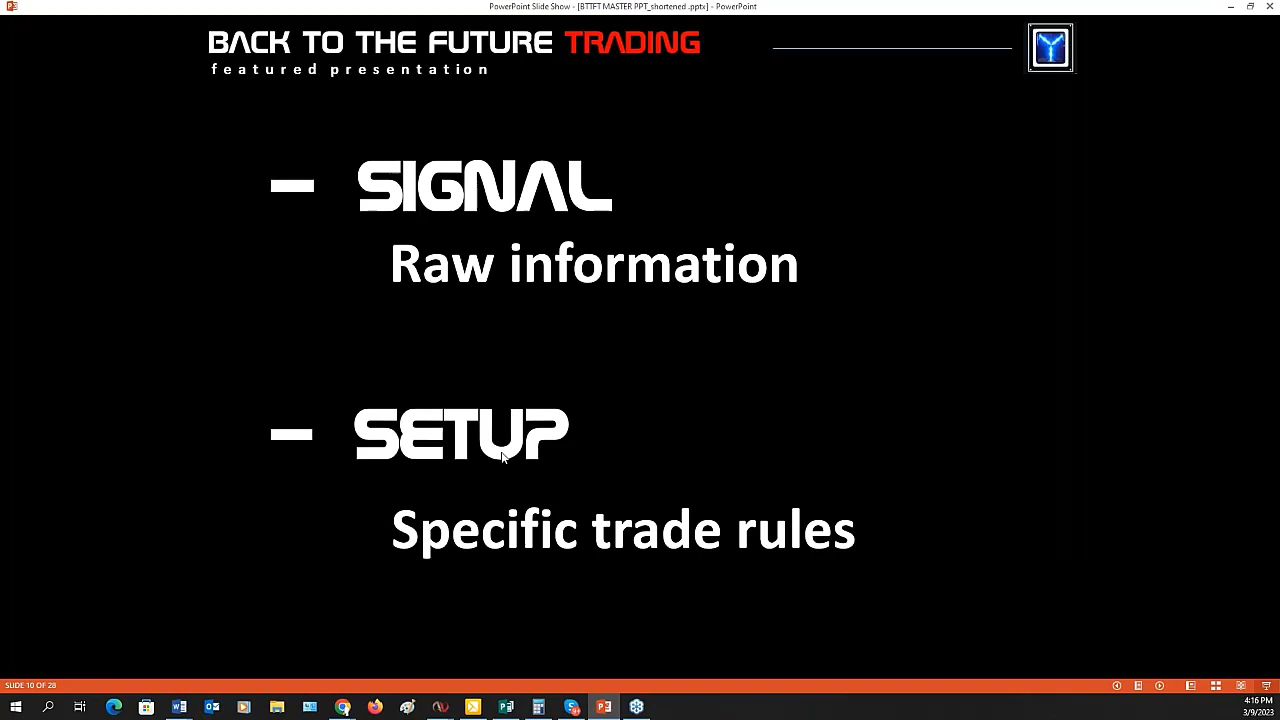 PowerPoint Slide Show - [BTTFT MASTER PPT_shortened .pptx] - PowerPoint
BACK TO THE FUTURE TRADING
featured presentation
- SIGNAL
Raw information
- SETUP
Specific trade rules
SLIDE 10 OF 28
4:16 PM
3/9/2023